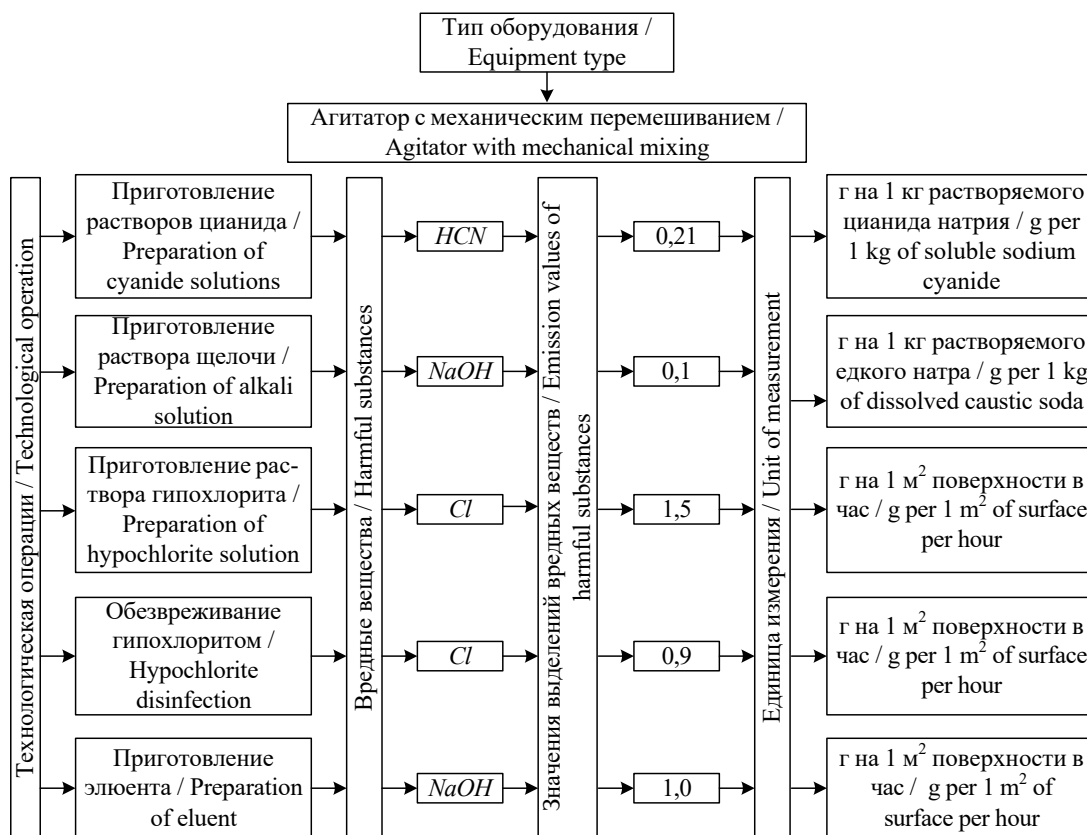 Тип оборудования /
Equipment type
Агитатор с механическим перемешиванием /
Agitator with mechanical mixing
Технологическая операции / Technological operation
Приготовление
растворов цианида /
Preparation of
cyanide solutions
Приготовление
раствора щелочи /
Preparation of alkali
solution
Приготовление рас-
твора гипохлорита /
Preparation of
hypochlorite solution
Обезвреживание
гипохлоритом /
Hypochlorite
disinfection
Приготовление
элюента / Preparation
of eluent
Вредные вещества / Harmful substances
HCN
NaOH
Cl
Cl
NaOH
Значения выделений вредных веществ / Emission values of
harmful substances
0,21
0,1
1,5
0,9
1,0
Единица измерения / Unit of measurement
г на 1 кг растворяемого
цианида натрия / g per
1 kg of soluble sodium
cyanide
г на 1 кг растворяемого
едкого натра / g per 1 kg
of dissolved caustic soda
г на 1 м² поверхности в
час / g per 1 m² of surface
per hour
г на 1 м² поверхности в
час / g per 1 m² of surface
per hour
г на 1 м² поверхности в
час / g per 1 m² of
surface per hour